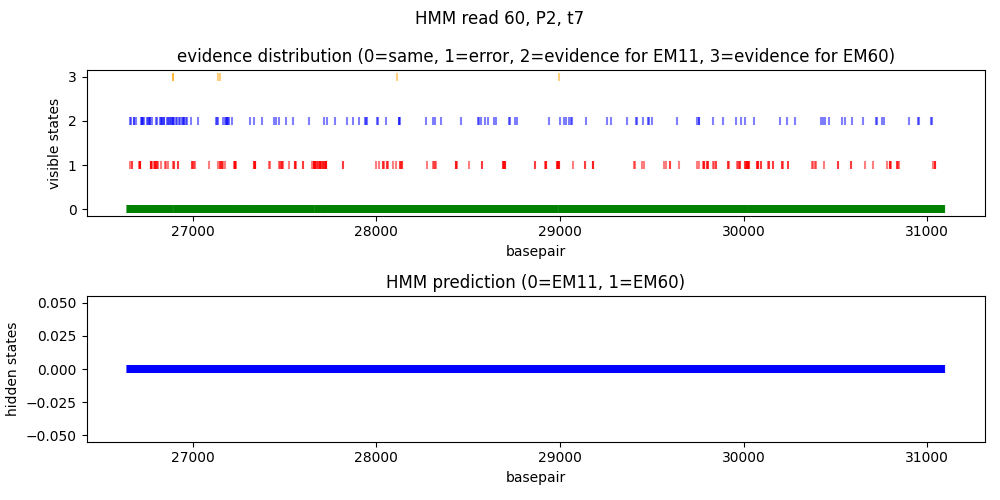 HMM read 60, P2, t7
evidence distribution (0=same, 1=error, 2=evidence for EM11, 3=evidence for EM60)
visible states
3
2
1
0
27000 28000 29000 30000 31000
basepair
HMM prediction (0=EM11, 1=EM60)
hidden states
0.050
0.025
0.000
−0.025
−0.050
27000 28000 29000 30000 31000
basepair